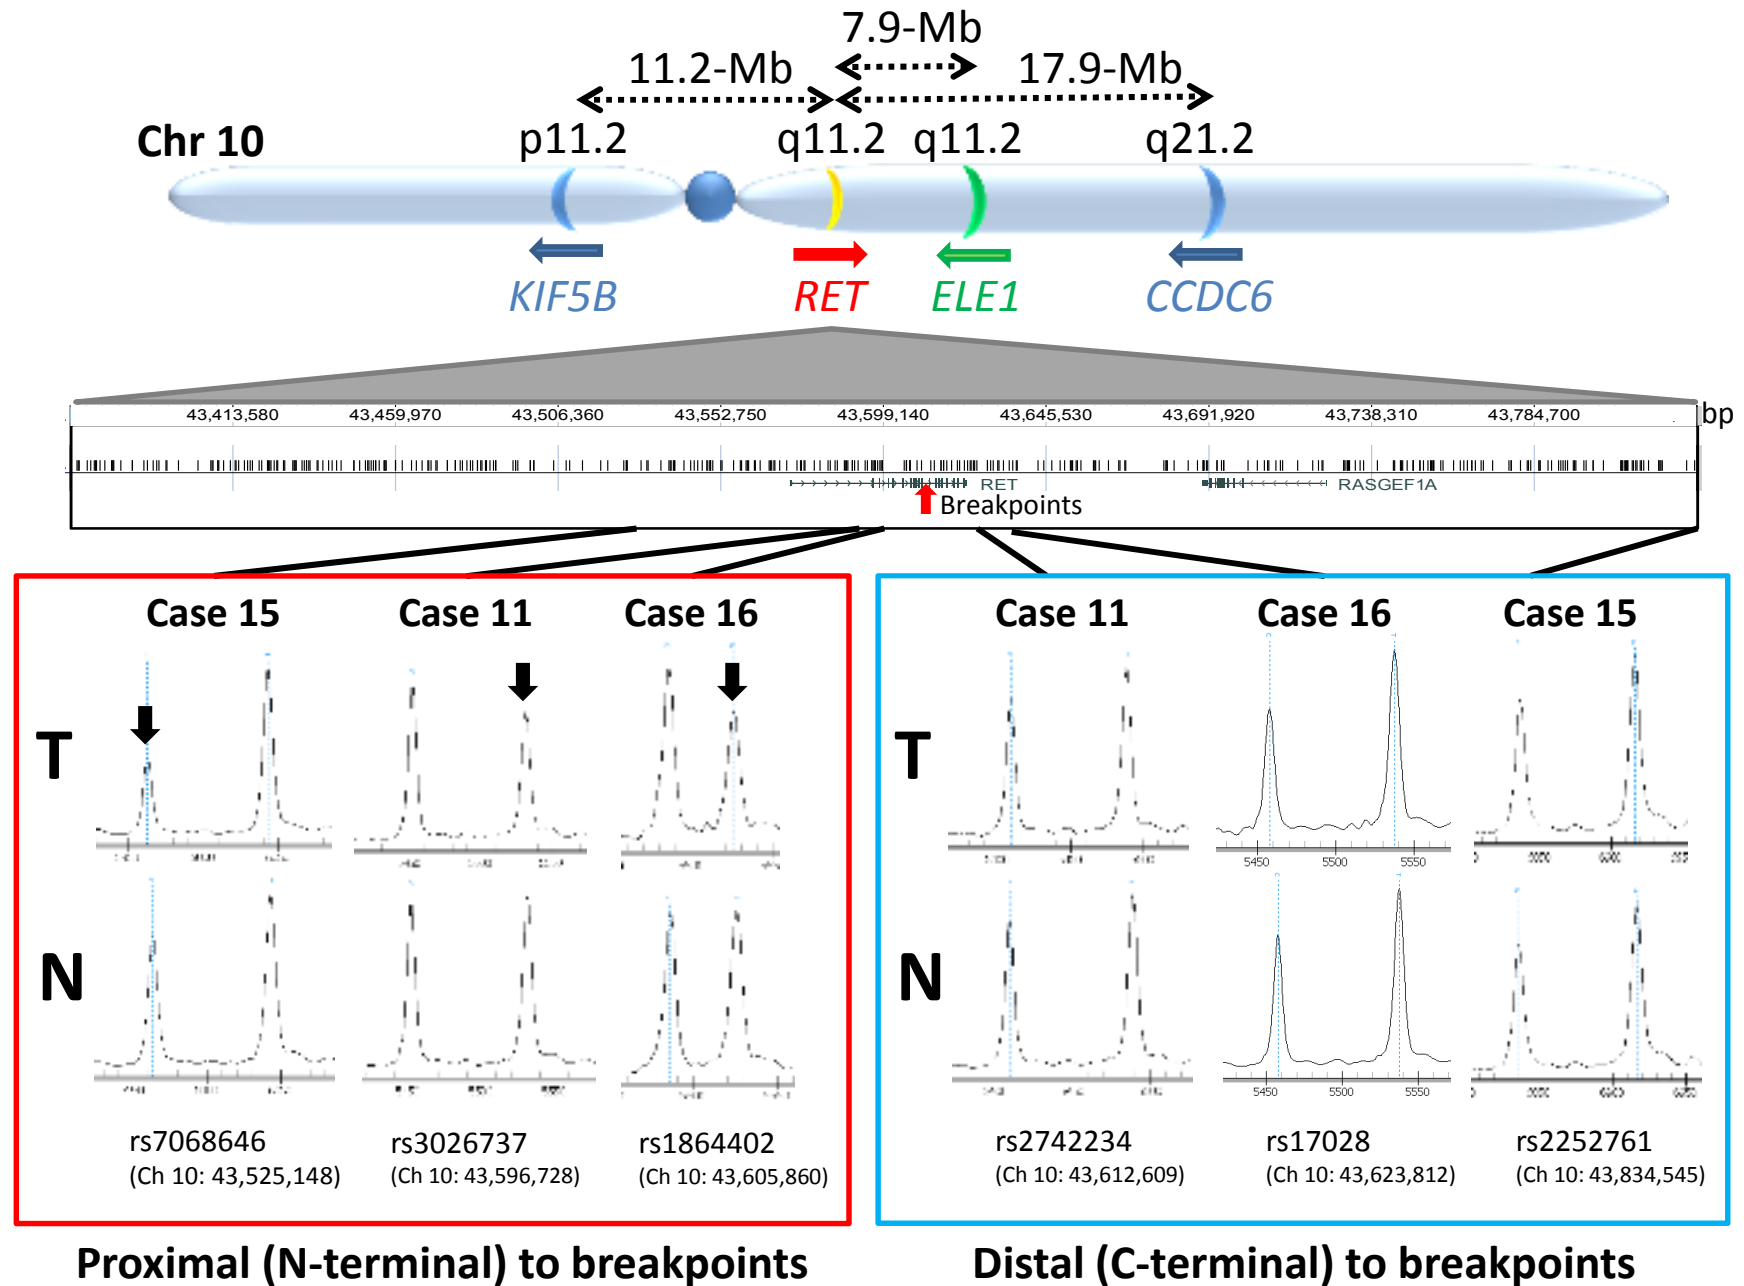 7.9-Mb
11.2-Mb 17.9-Mb
Chr 10 p11.2 q11.2 q11.2 q21.2
KIF5B RET ELE1 CCDC6
43,413,580 43,459,970 43,506,360 43,552,750 43,599,140 43,645,530 43,691,920 43,738,310 43,784,700 bp
RET RASGEF1A
Breakpoints
Case 15 Case 11 Case 16 Case 11 Case 16 Case 15
T T
5450 5500 5550
N N
5450 5500 5550
rs7068646 rs3026737 rs1864402 rs2742234 rs17028 rs2252761
(Ch 10: 43,525,148) (Ch 10: 43,596,728) (Ch 10: 43,605,860) (Ch 10: 43,612,609) (Ch 10: 43,623,812) (Ch 10: 43,834,545)
Proximal (N-terminal) to breakpoints Distal (C-terminal) to breakpoints